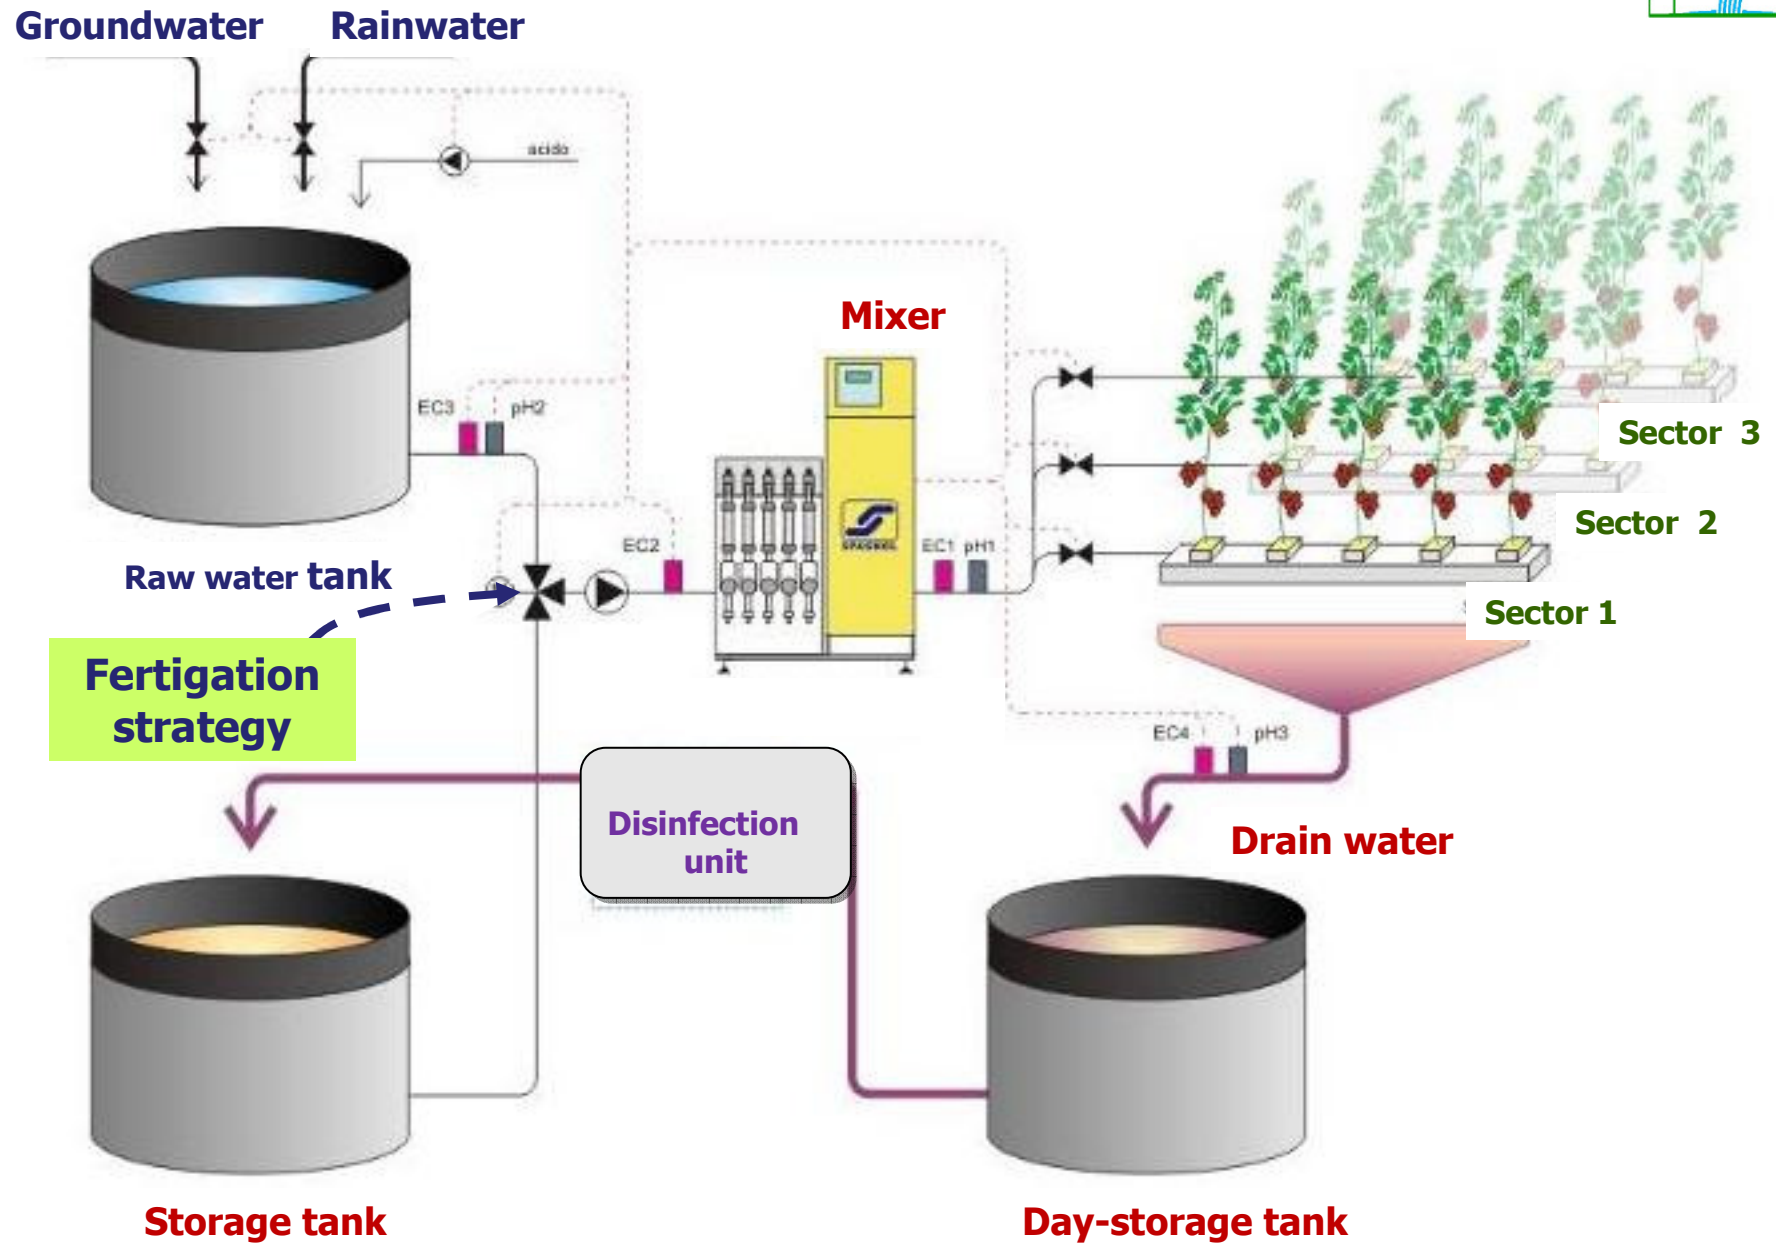 Groundwater
Rainwater
acido
Mixer
EC3
pH2
Sector 3
Sector 2
EC2
EC1
pH1
SPAGNOL
Raw water tank
Sector 1
Fertigation
strategy
EC4
pH3
Disinfection
unit
Drain water
Storage tank
Day-storage tank